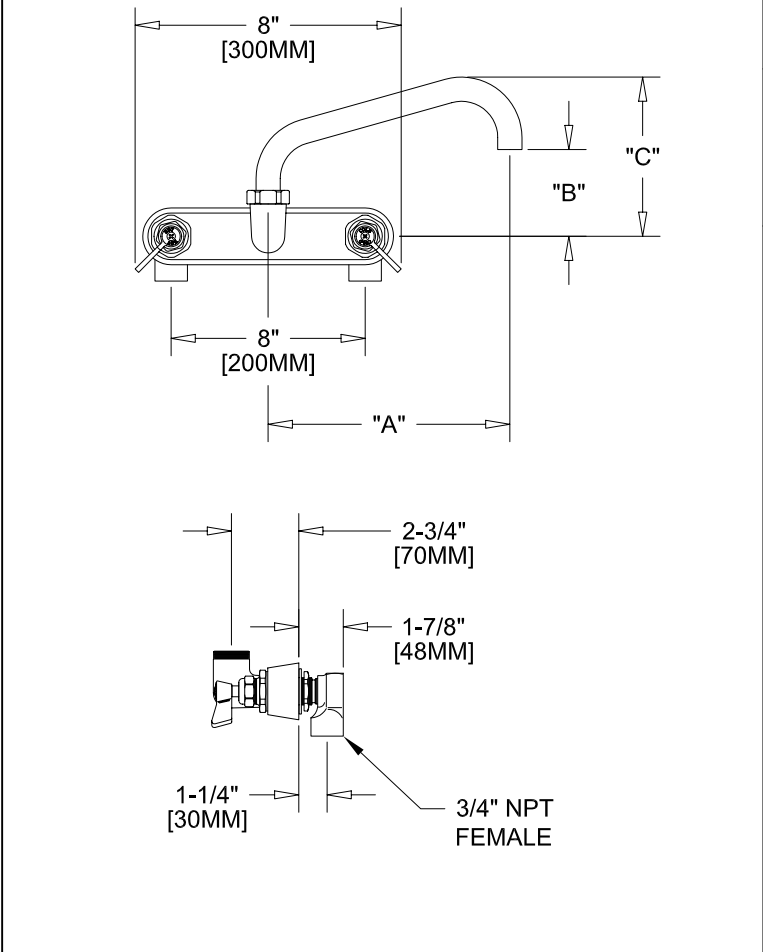 8"
[300MM]
"C"
"B"
8"
[200MM]
"A"
2-3/4"
[70MM]
1-7/8"
[48MM]
1-1/4"
[30MM]
3/4" NPT
FEMALE